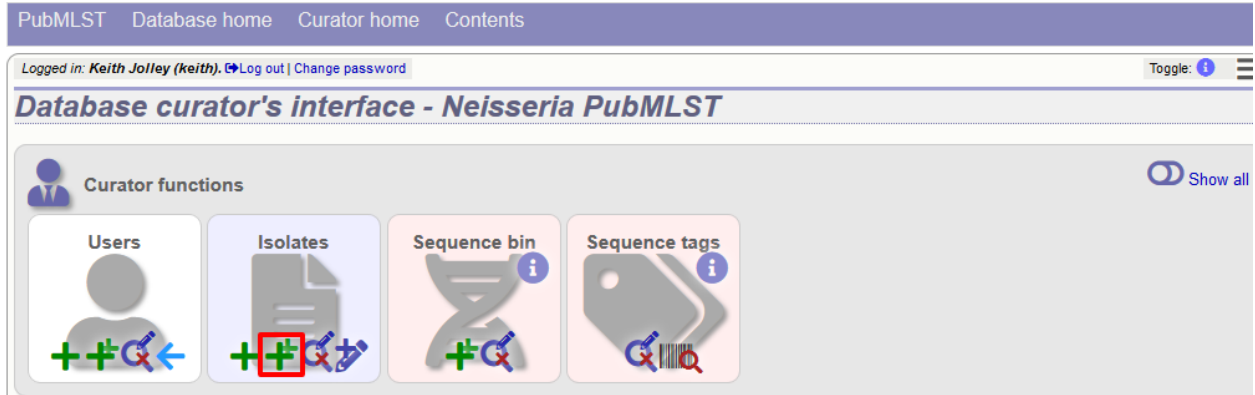 PubMLST Database home Curator home Contents
Logged in: Keith Jolley (keith). Log out | Change password Toggle: i
Database curator's interface - Neisseria PubMLST
Curator functions Show all
Users Isolates Sequence bin Sequence tags
i i